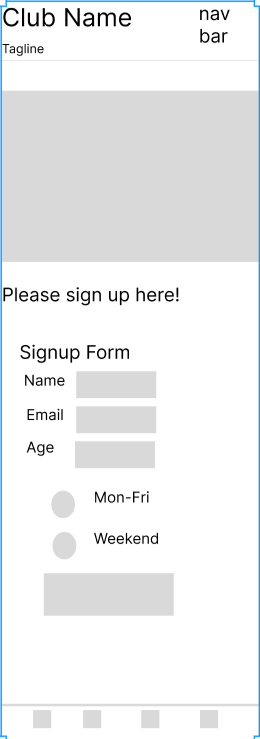 Club Name
nav
bar
Tagline
Please sign up here!
Signup Form
Name
Email
Age
Mon-Fri
Weekend